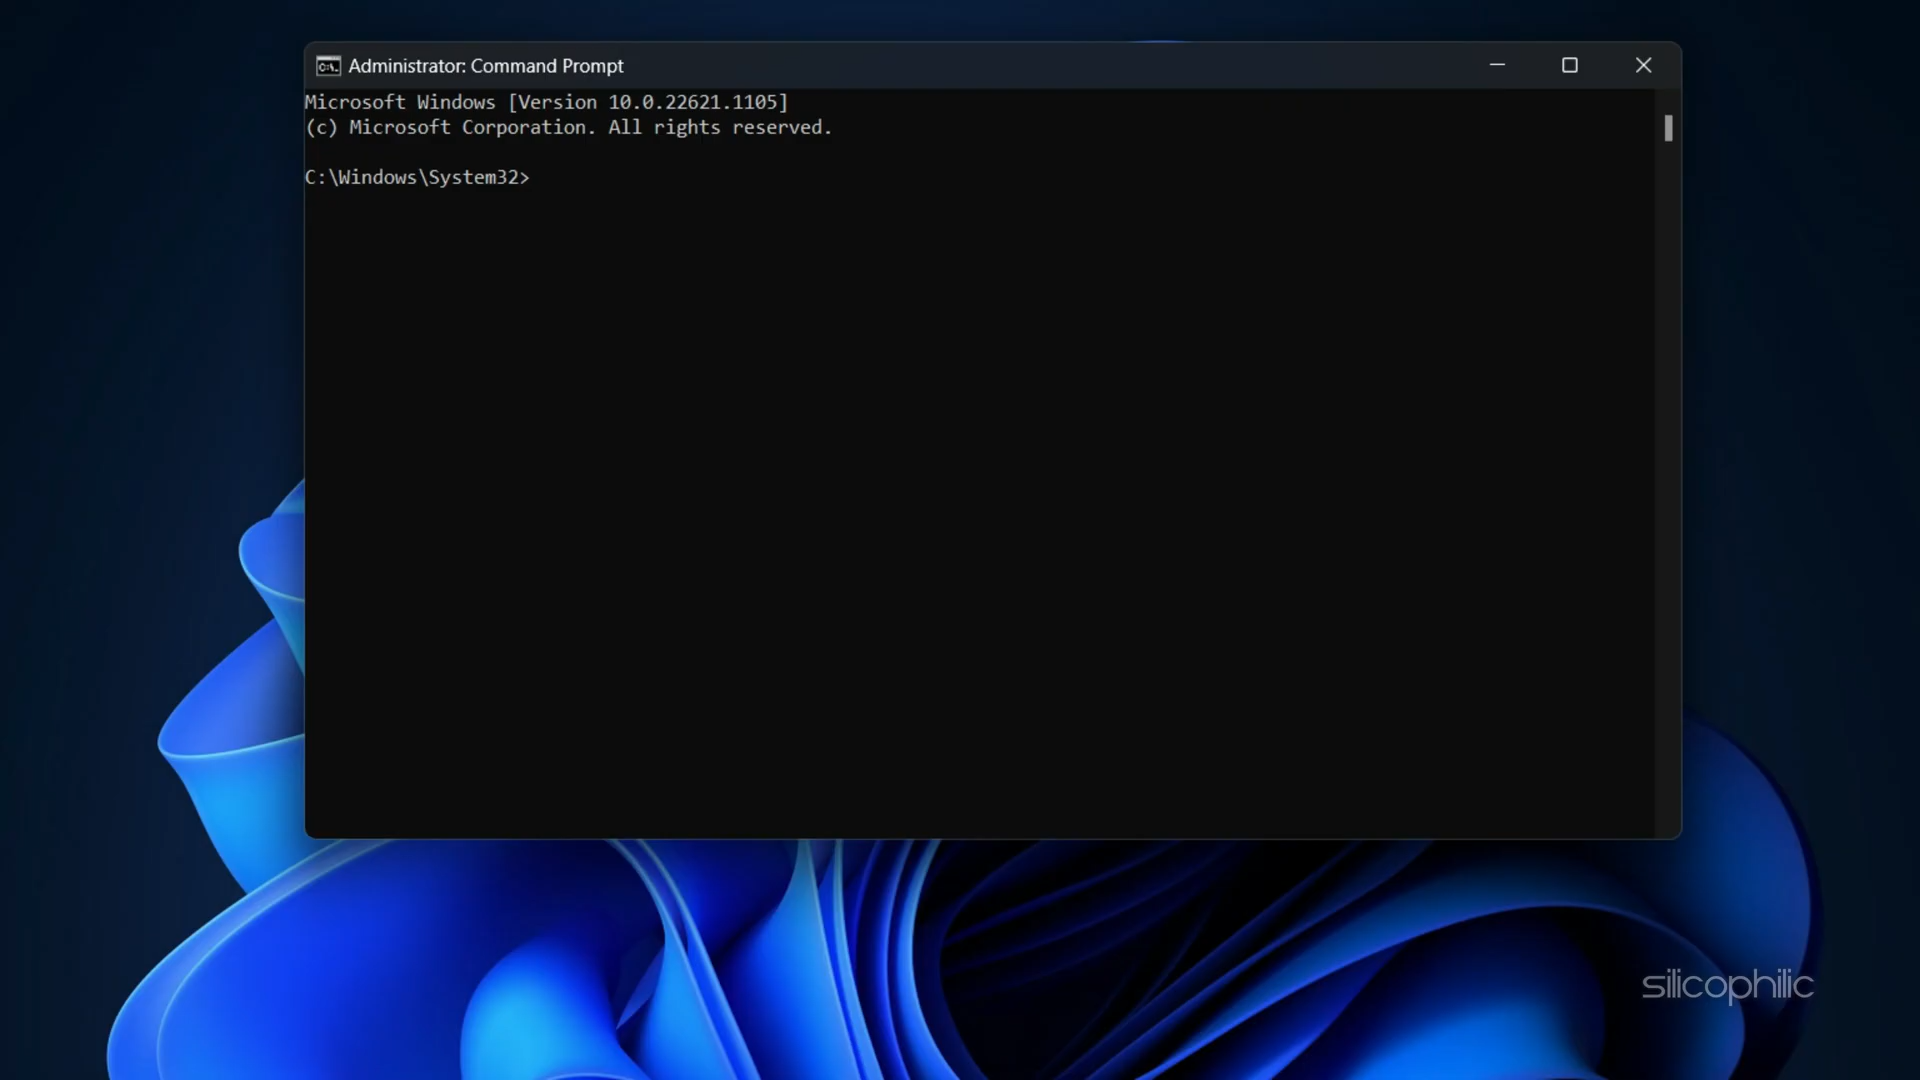 Administrator: Command Prompt
Microsoft Windows [Version 10.0.22621.1105]
(c) Microsoft Corporation. All rights reserved.
C:\Windows\System32>
silicophilic